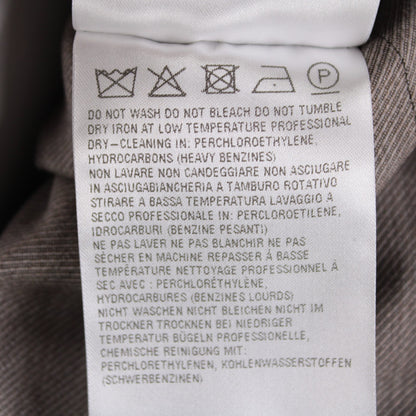 P
DO NOT WASH DO NOT BLEACH DO NOT TUMBLE
DRY IRON AT LOW TEMPERATURE PROFESSIONAL
DRY-CLEANING IN: PERCHLOROETHYLENE,
HYDROCARBONS (HEAVY BENZINES)
NON LAVARE NON CANDEGGIARE NON ASCIUGARE
IN ASCIUGABIANCHERIA A TAMBURO ROTATIVO
STIRARE A BASSA TEMPERATURA LAVAGGIO A
SECCO PROFESSIONALE IN: PERCLOROETILENE,
IDROCARBURI (BENZINE PESANTI)
NE PAS LAVER NE PAS BLANCHIR NE PAS
SÉCHER EN MACHINE REPASSER À BASSE
TEMPÉRATURE NETTOYAGE PROFESSIONNEL À
SEC AVEC : PERCHLORÉTHYLÈNE,
HYDROCARBURES (BENZINES LOURDS)
NICHT WASCHEN NICHT BLEICHEN NICHT IM
TROCKNER TROCKNEN BEI NIEDRIGER
TEMPERATUR BÜGELN PROFESSIONELLE,
CHEMISCHE REINIGUNG MIT:
PERCHLORETHYLENEN, KOHLENWASSERSTOFFEN
(SCHWERBENZINEN)